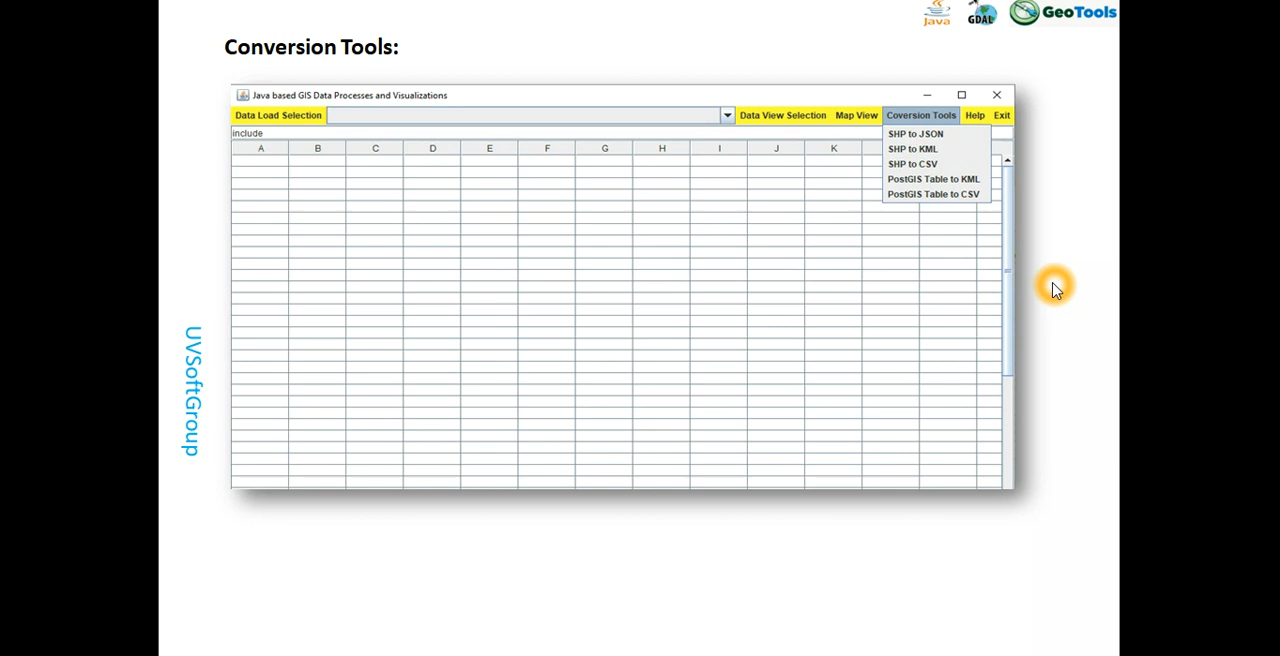 Java
GDAL
GeoTools
Conversion Tools:
Java based GIS Data Processes and Visualizations
Data Load Selection
Data View Selection
Map View
Coversion Tools
Help
Exit
include
A B C D E F G H I J K
SHP to JSON
SHP to KML
SHP to CSV
PostGIS Table to KML
PostGIS Table to CSV
UVSoftGroup